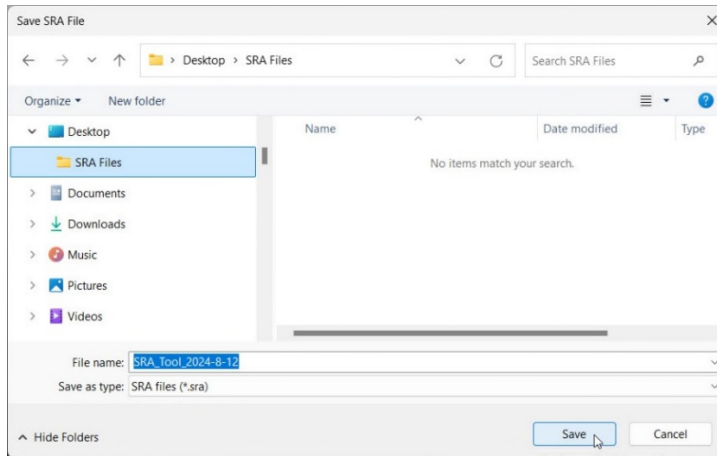 Save SRA File
Desktop > SRA Files
Search SRA Files
Organize
New folder
Name
Date modified
Type
No items match your search.
Desktop
SRA Files
Documents
Downloads
Music
Pictures
Videos
File name: SRA_Tool_2024-8-12
Save as type: SRA files (*.sra)
Hide Folders
Save
Cancel